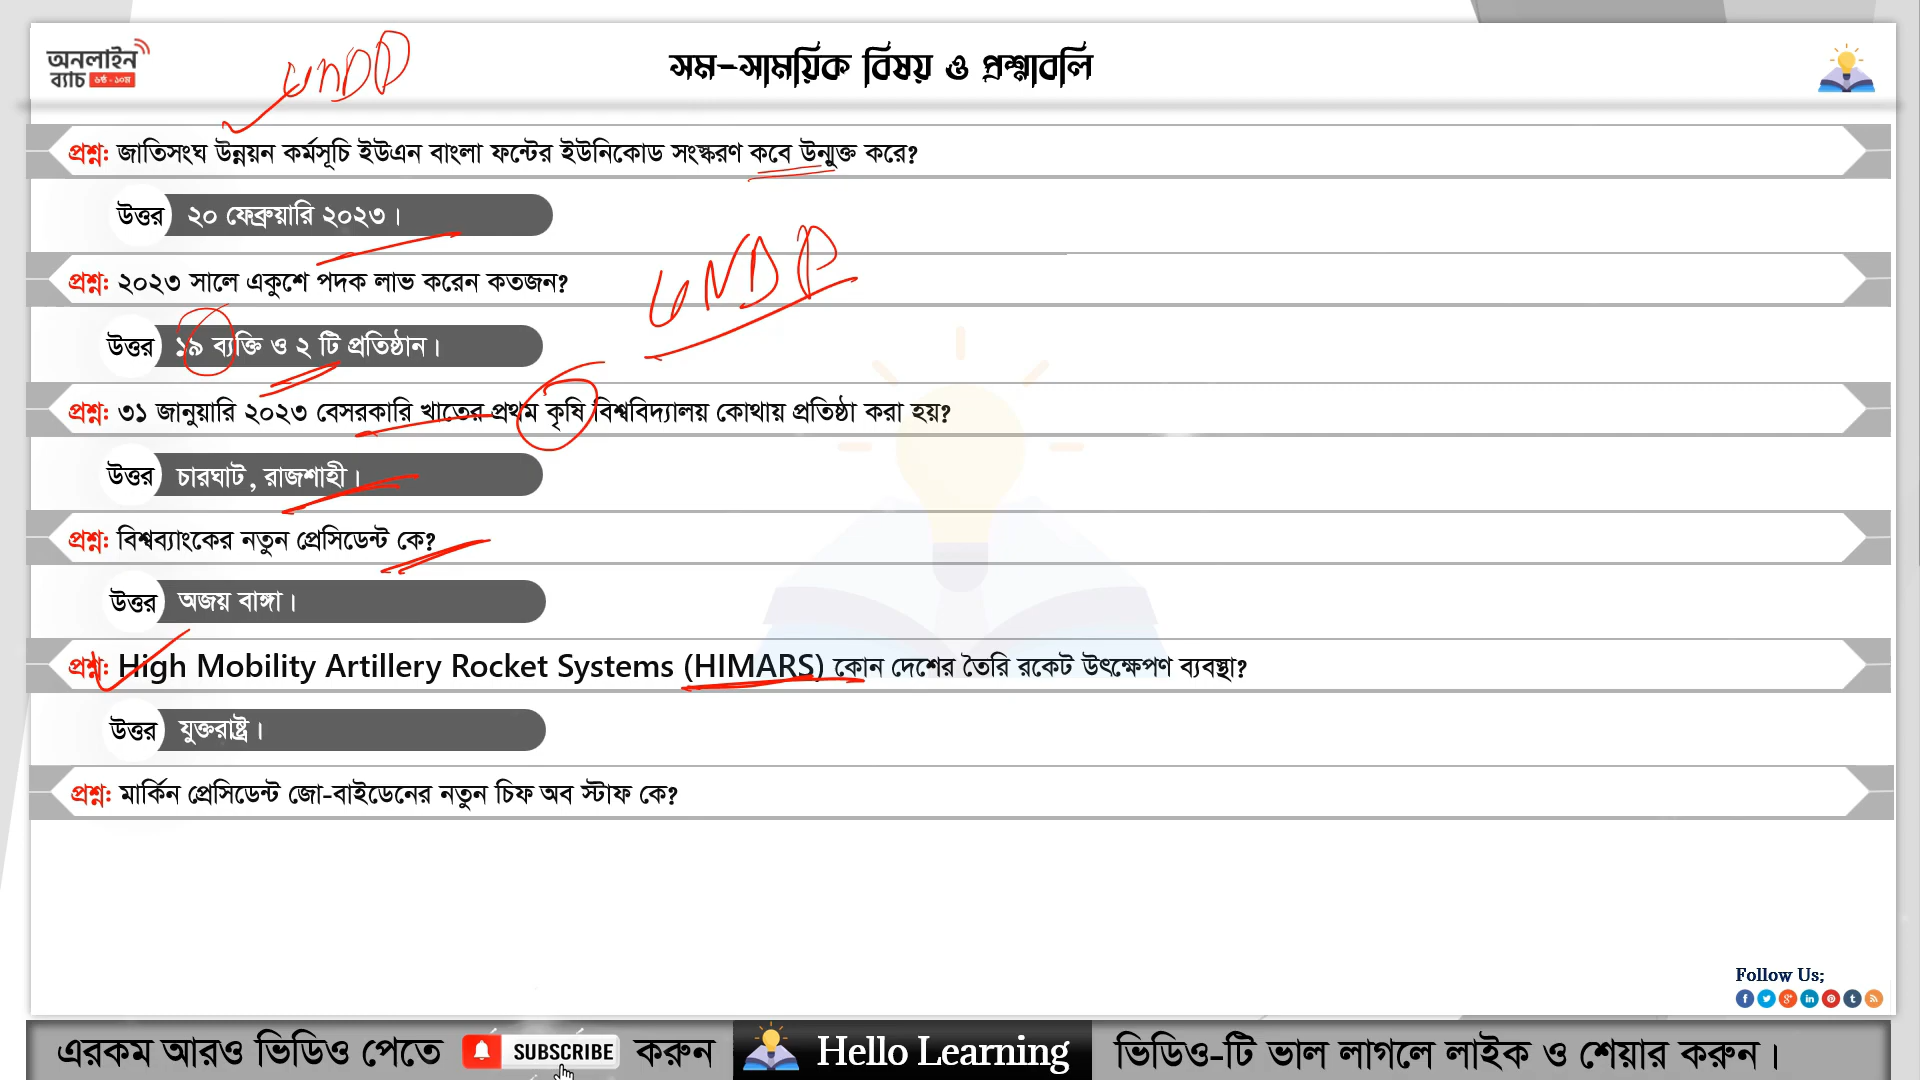 অনলাইন
ব্যাচ ৬ষ্ঠ - ১০ম
UNDP
সম-সাময়িক বিষয় ও প্রশ্নাবলি
প্রশ্ন: জাতিসংঘ উন্নয়ন কর্মসূচি ইউএন বাংলা ফন্টের ইউনিকোড সংস্করণ কবে উন্মুক্ত করে?
উত্তর ২০ ফেব্রুয়ারি ২০২৩।
প্রশ্ন: ২০২৩ সালে একুশে পদক লাভ করেন কতজন?
UNDP
উত্তর ১৯ ব্যক্তি ও ২ টি প্রতিষ্ঠান।
প্রশ্ন: ৩১ জানুয়ারি ২০২৩ বেসরকারি খাতের প্রথম কৃষি বিশ্ববিদ্যালয় কোথায় প্রতিষ্ঠা করা হয়?
উত্তর চারঘাট, রাজশাহী।
প্রশ্ন: বিশ্বব্যাংকের নতুন প্রেসিডেন্ট কে?
উত্তর অজয় বাঙ্গা।
প্রশ্ন: High Mobility Artillery Rocket Systems (HIMARS) কোন দেশের তৈরি রকেট উৎক্ষেপণ ব্যবস্থা?
উত্তর যুক্তরাষ্ট্র।
প্রশ্ন: মার্কিন প্রেসিডেন্ট জো-বাইডেনের নতুন চিফ অব স্টাফ কে?
Follow Us;
এরকম আরও ভিডিও পেতে SUBSCRIBE করুন Hello Learning ভিডিও-টি ভাল লাগলে লাইক ও শেয়ার করুন।